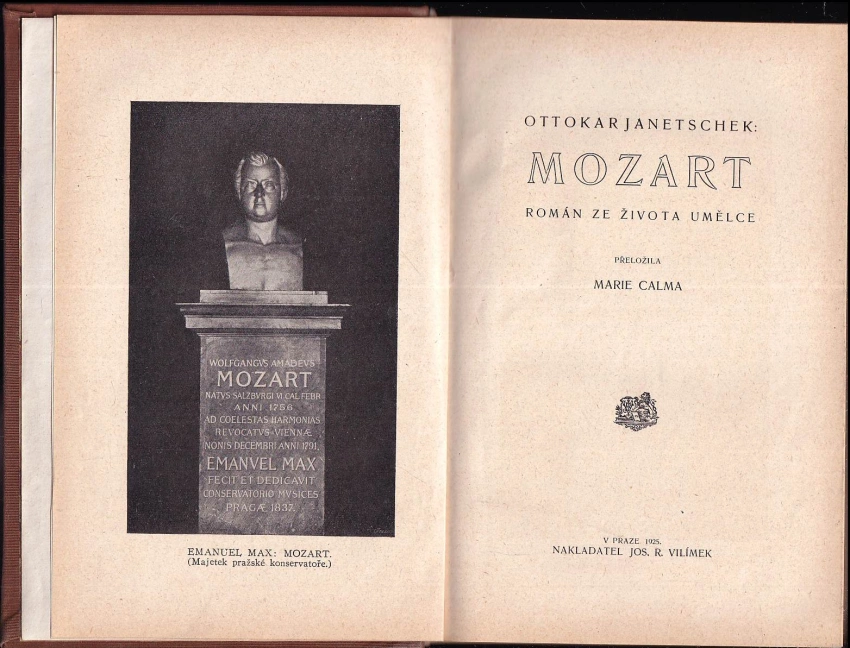 WOLFGANGVS AMADEVS
MOZART
NATVS SALZBVRGI VI CAL. FEBR
ANNI 1756
AD COELESTAS HARMONIAS
REVOCATVS VIENNÆ
NONIS DECEMBRI ANNI 1791,
EMANVEL MAX
FECIT ET DEDICAVIT
CONSERVATORIO MVSICES
PRAGÆ 1837.
EMANUEL MAX: MOZART.
(Majetek pražské konservatoře.)
OTTOKAR JANETSCHEK:
MOZART
ROMÁN ZE ŽIVOTA UMĚLCE
PŘELOŽILA
MARIE CALMA
V PRAZE 1925.
NAKLADATEL JOS. R. VILÍMEK